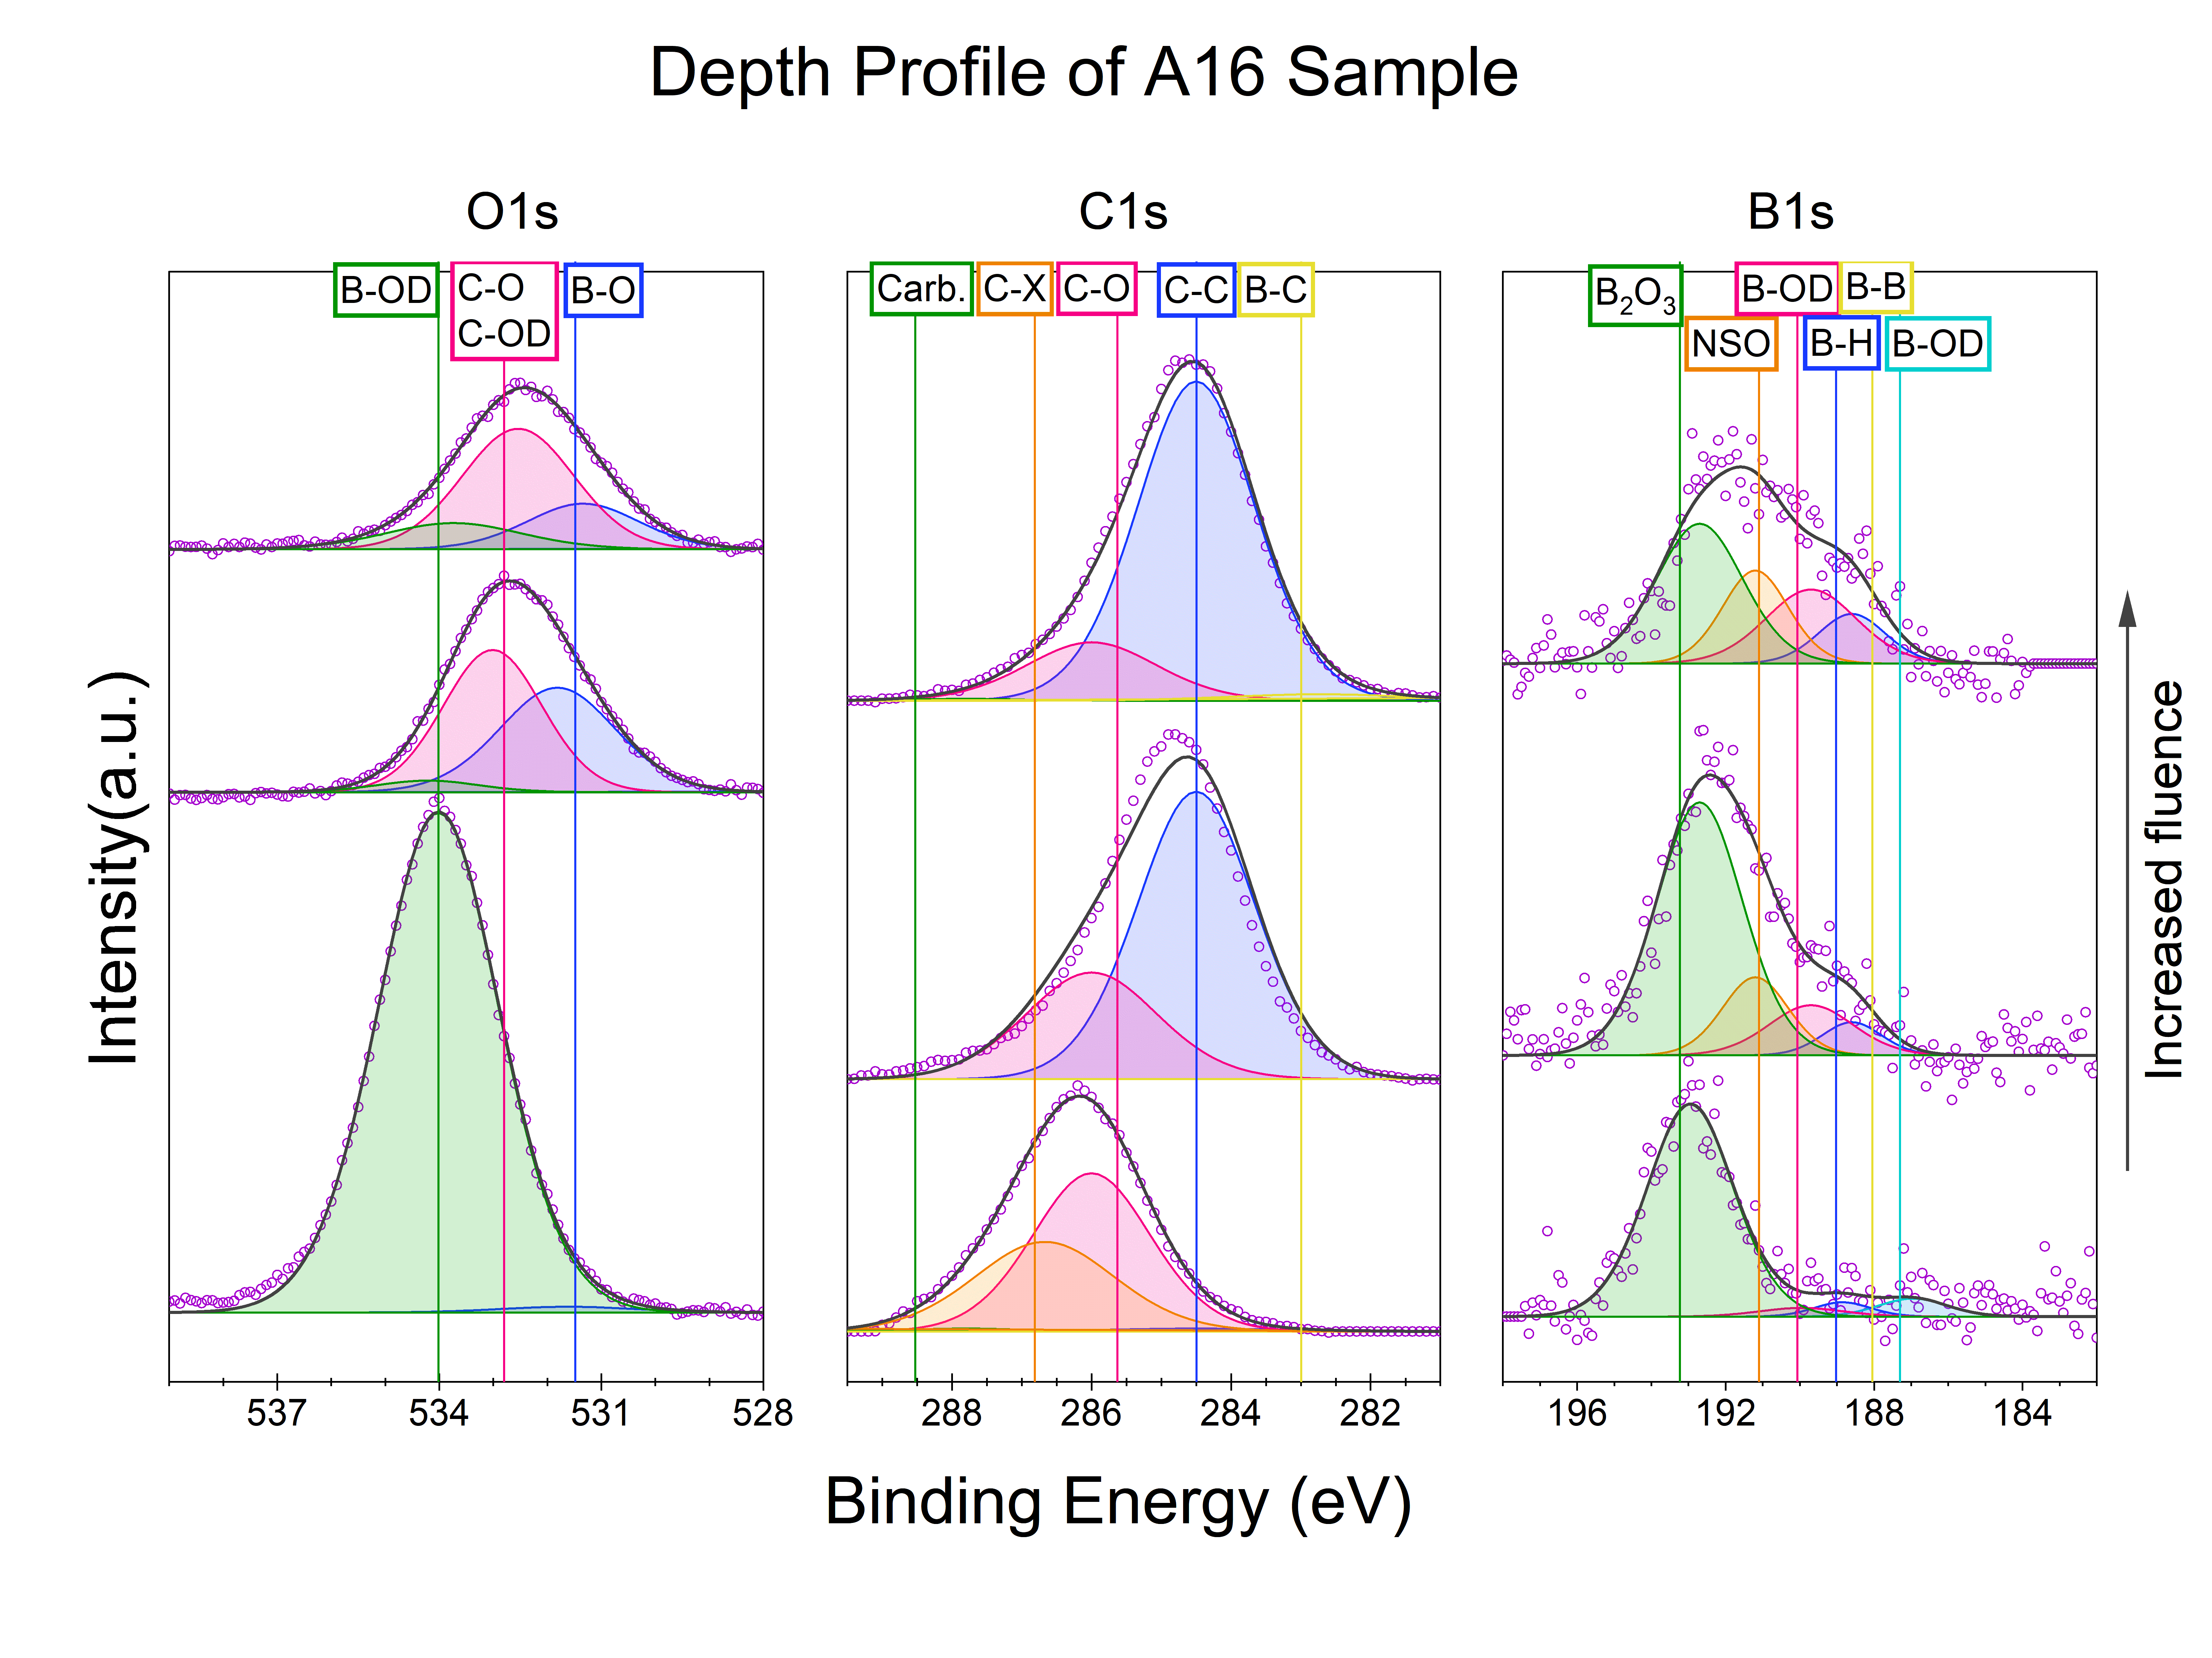 Depth Profile of A16 Sample
O1s
C1s
B1s
B-OD
C-O
C-OD
B-O
Carb.
C-X
C-O
C-C
B-C
B₂O₃
B-OD
B-B
NSO
B-H
B-OD
Intensity(a.u.)
Increased fluence
537
534
531
528
288
286
284
282
196
192
188
184
Binding Energy (eV)